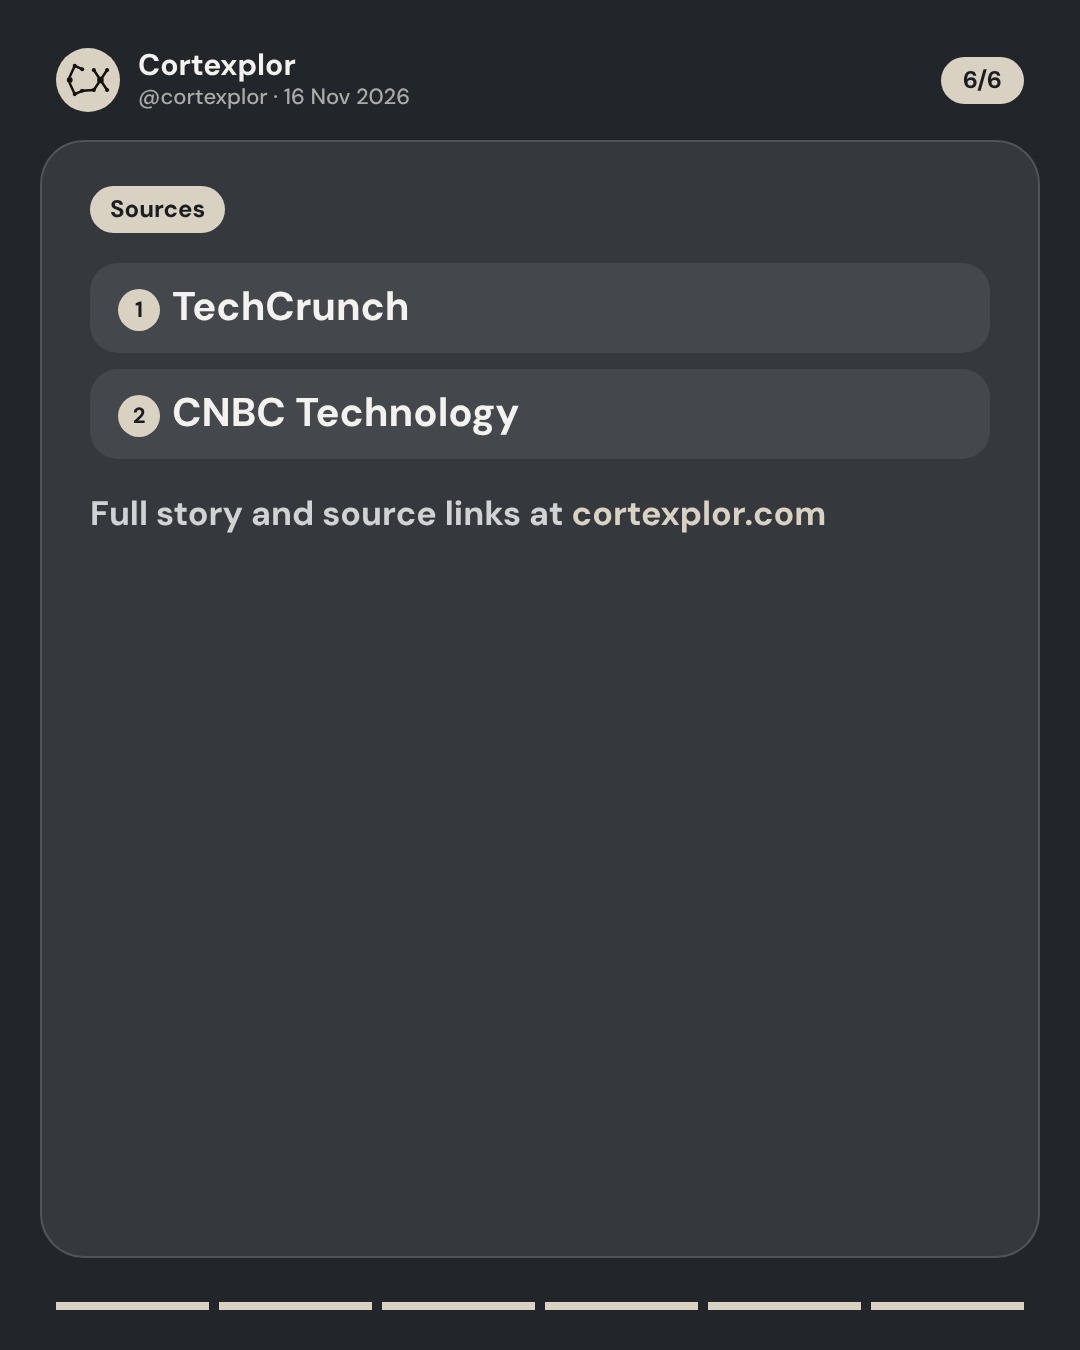 Cortexplor
@cortexplor · 16 Nov 2026
6/6
Sources
1 TechCrunch
2 CNBC Technology
Full story and source links at cortexplor.com